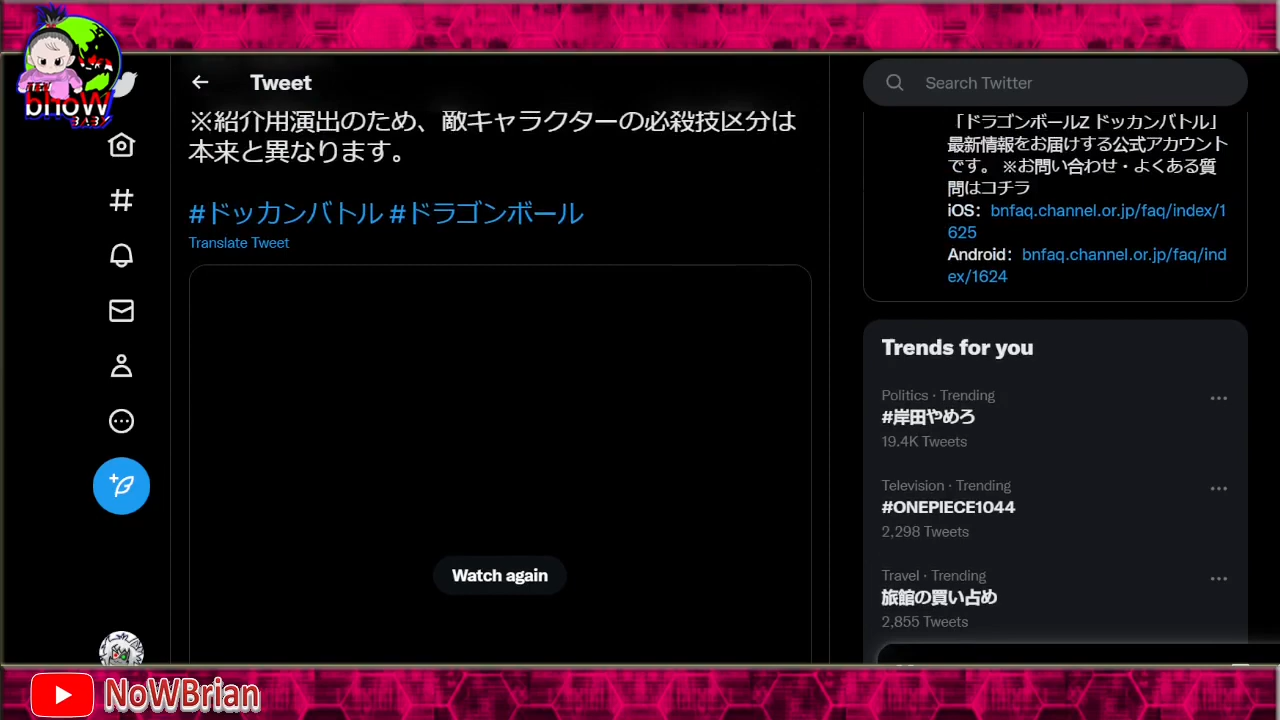 Tweet
※紹介用演出のため、敵キャラクターの必殺技区分は
本来と異なります。
#ドッカンバトル #ドラゴンボール
Translate Tweet
Watch again
Search Twitter
「ドラゴンボールZ ドッカンバトル」
最新情報をお届けする公式アカウント
です。 ※お問い合わせ・よくある質
問はコチラ
iOS： bnfaq.channel.or.jp/faq/index/1
625
Android： bnfaq.channel.or.jp/faq/ind
ex/1624
Trends for you
Politics · Trending
#岸田やめろ
19.4K Tweets
Television · Trending
#ONEPIECE1044
2,298 Tweets
Travel · Trending
旅館の買い占め
2,855 Tweets
NoWBrian